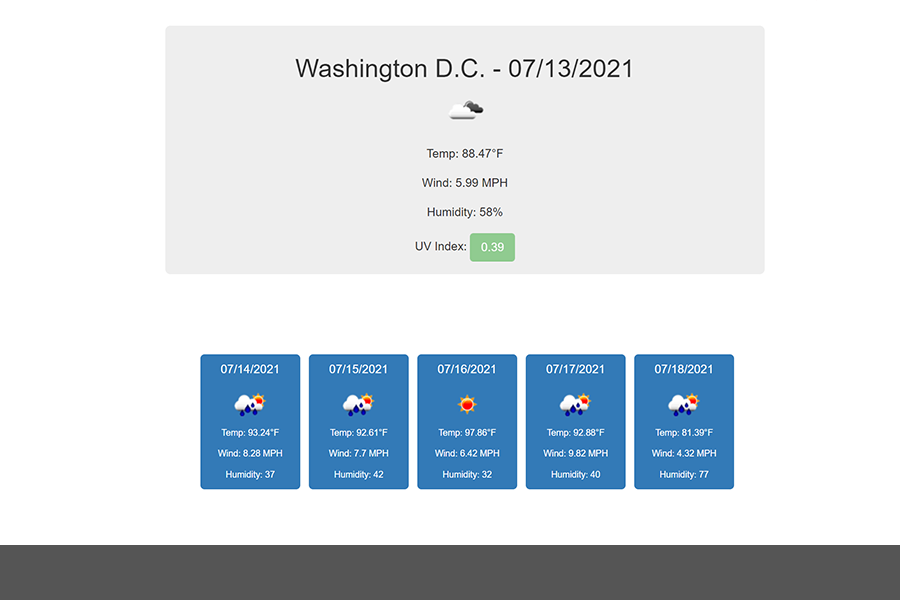 Washington D.C. - 07/13/2021
Temp: 88.47°F
Wind: 5.99 MPH
Humidity: 58%
UV Index: 0.39
07/14/2021
Temp: 93.24°F
Wind: 8.28 MPH
Humidity: 37
07/15/2021
Temp: 92.61°F
Wind: 7.7 MPH
Humidity: 42
07/16/2021
Temp: 97.86°F
Wind: 6.42 MPH
Humidity: 32
07/17/2021
Temp: 92.88°F
Wind: 9.82 MPH
Humidity: 40
07/18/2021
Temp: 81.39°F
Wind: 4.32 MPH
Humidity: 77